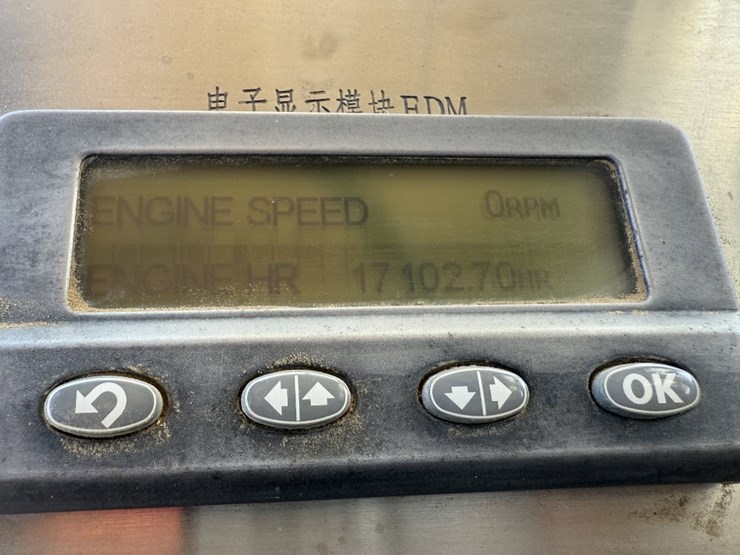 电子显示模块EDM
ENGINE SPEED 0RPM
ENGINE HR 17102.70HR
OK